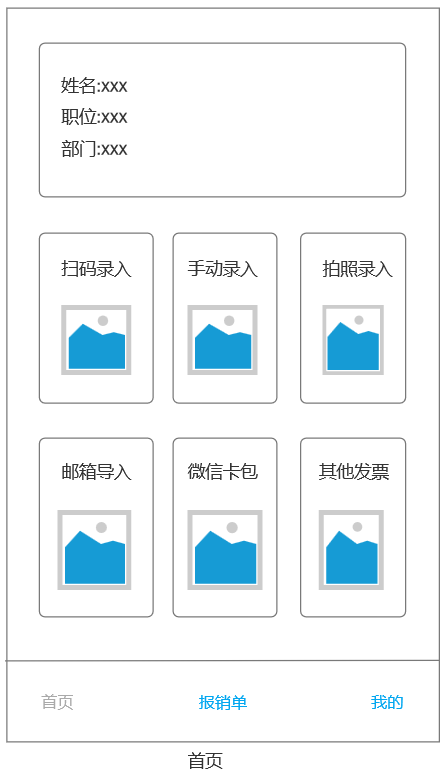 姓名:xxx
职位:xxx
部门:xxx
扫码录入 手动录入 拍照录入
邮箱导入 微信卡包 其他发票
首页 报销单 我的
首页